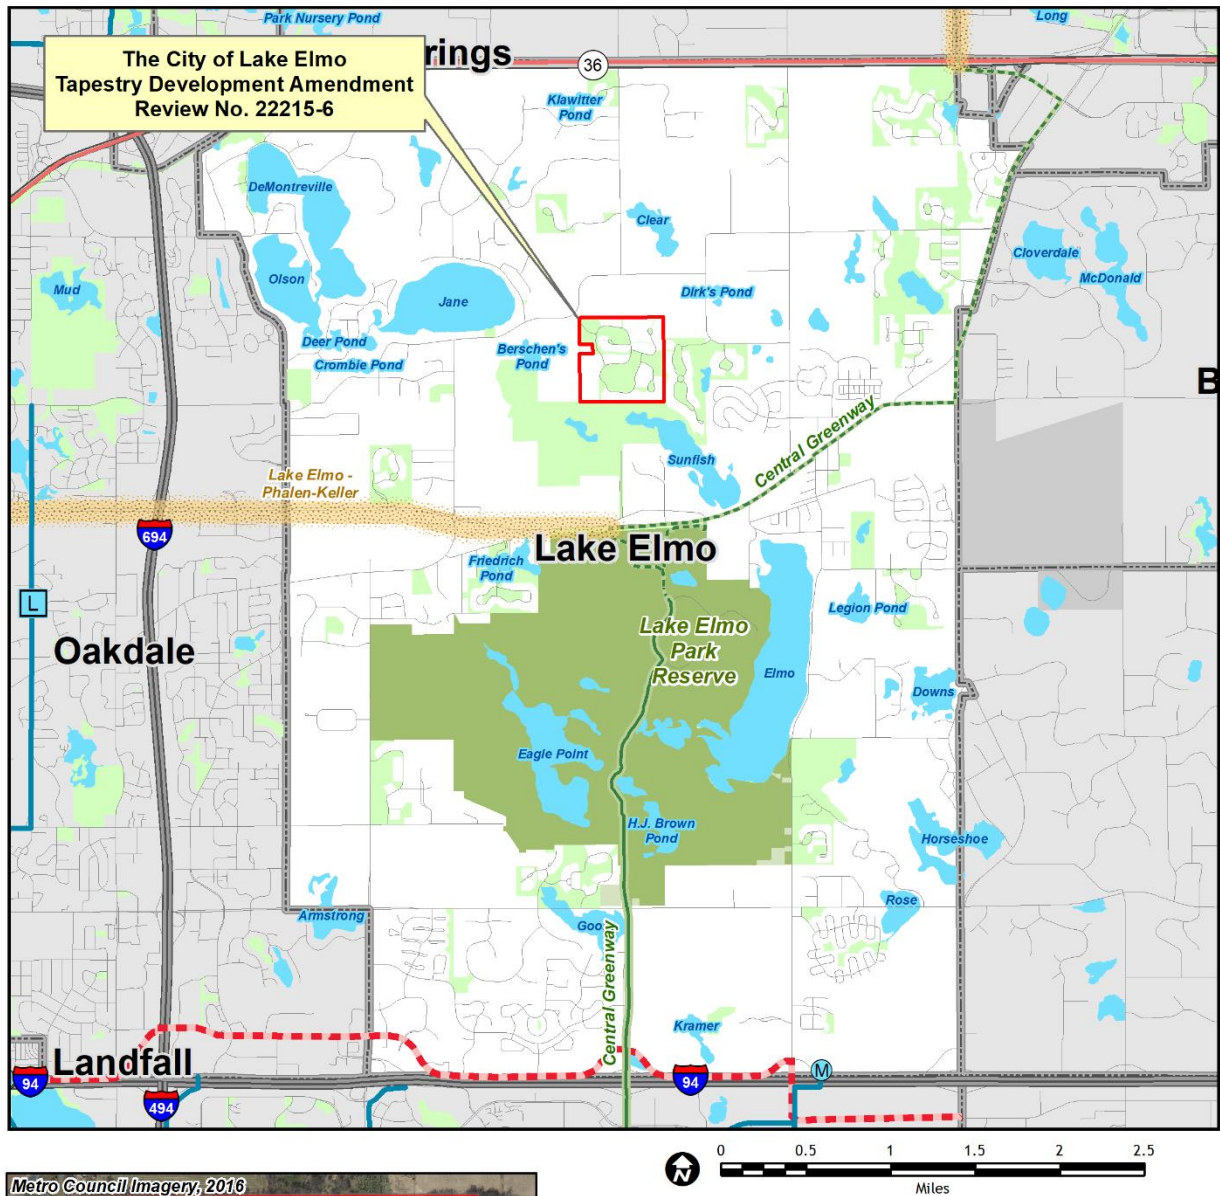 Park Nursery Pond
Long
The City of Lake Elmo
Tapestry Development Amendment
Review No. 22215-6
rings
36
Klawitter
Pond
DeMontreville
Clear
Cloverdale
McDonald
Olson
Mud
Jane
Dirk's Pond
Deer Pond
Crombie Pond
Berschen's
Pond
B
Central Greenway
Sunfish
Lake Elmo -
Phalen-Keller
694
Lake Elmo
Friedrich
Pond
L
Legion Pond
Oakdale
Lake Elmo
Park
Reserve
Elmo
Downs
Eagle Point
H.J. Brown
Pond
Horseshoe
Rose
Armstrong
Goo
Central Greenway
Kramer
Landfall
94
494
94
M
N
0 0.5 1 1.5 2 2.5
Miles
Metro Council Imagery, 2016